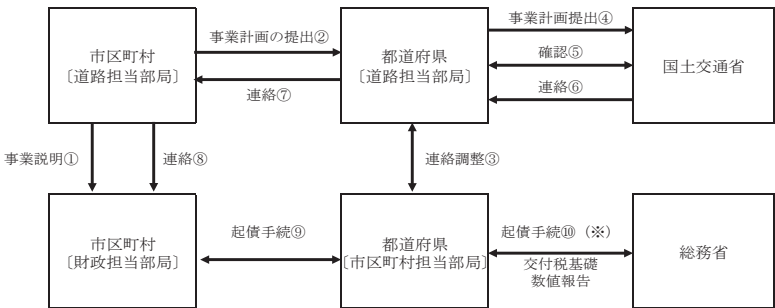 事業計画の提出②
事業計画提出④
市区町村
〔道路担当部局〕
都道府県
〔道路担当部局〕
確認⑤
国土交通省
連絡⑦
連絡⑥
事業説明①
連絡⑧
連絡調整③
市区町村
〔財政担当部局〕
起債手続⑨
都道府県
〔市区町村担当部局〕
起債手続⑩（※）
交付税基礎
数値報告
総務省